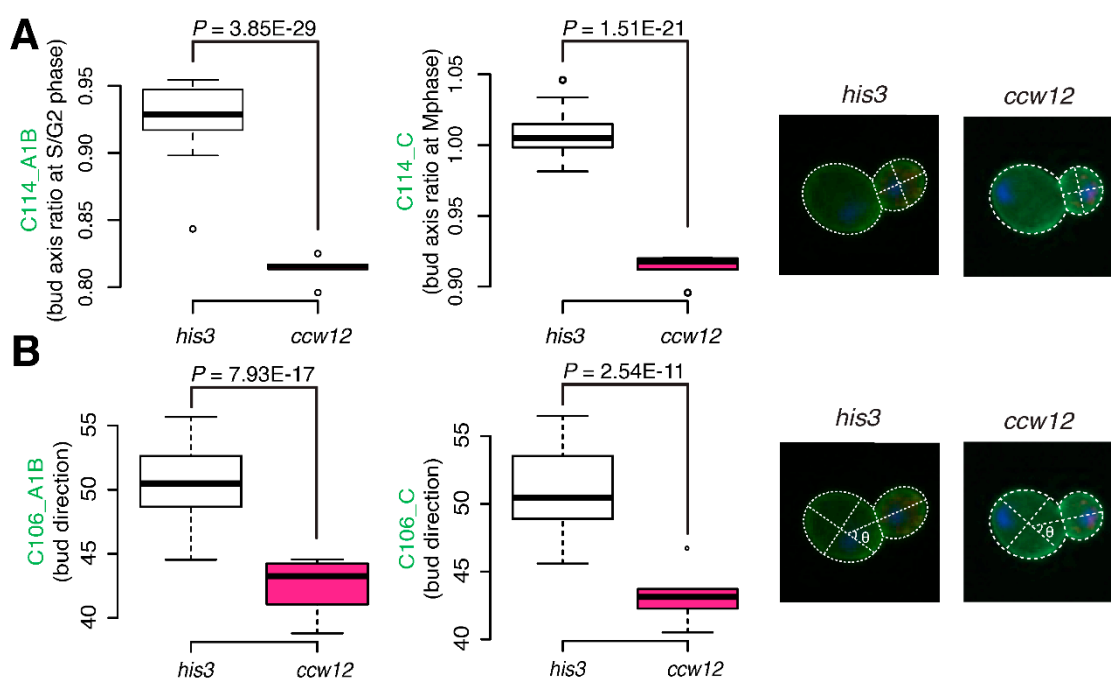 A
P = 3.85E-29
C114_A1B
(bud axis ratio at S/G2 phase)
0.95
0.90
0.85
0.80
his3
ccw12
P = 1.51E-21
C114_C
(bud axis ratio at Mphase)
1.05
1.00
0.95
0.90
his3
ccw12
his3
ccw12
B
P = 7.93E-17
C106_A1B
(bud direction)
55
50
45
40
his3
ccw12
P = 2.54E-11
C106_C
(bud direction)
55
50
45
40
his3
ccw12
his3
ccw12
θ
θ